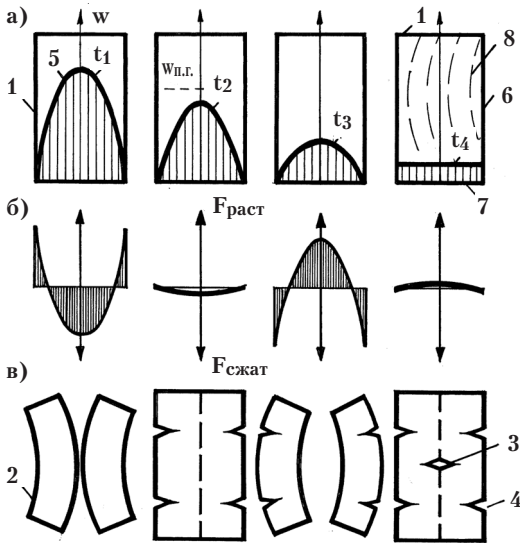 а) w 1 8
5 t₁ wп.г. t₂
1 6
t₃ t₄
7
б) Fраст
Fсжат
в)
3
2 4